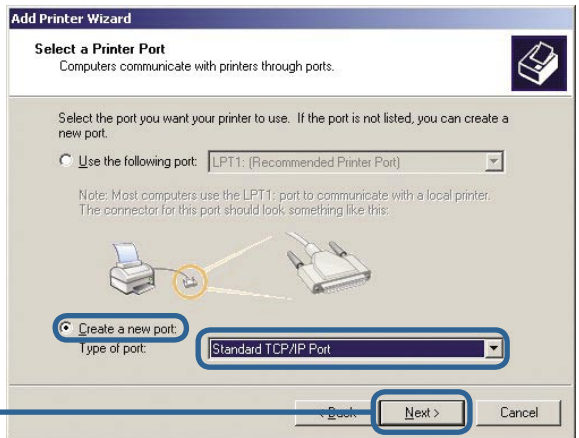 Add Printer Wizard
Select a Printer Port
Computers communicate with printers through ports.
Select the port you want your printer to use. If the port is not listed, you can create a
new port.
Use the following port: LPT1: (Recommended Printer Port)
Note: Most computers use the LPT1: port to communicate with a local printer.
The connector for this port should look something like this:
Create a new port:
Type of port: Standard TCP/IP Port
< Back Next > Cancel